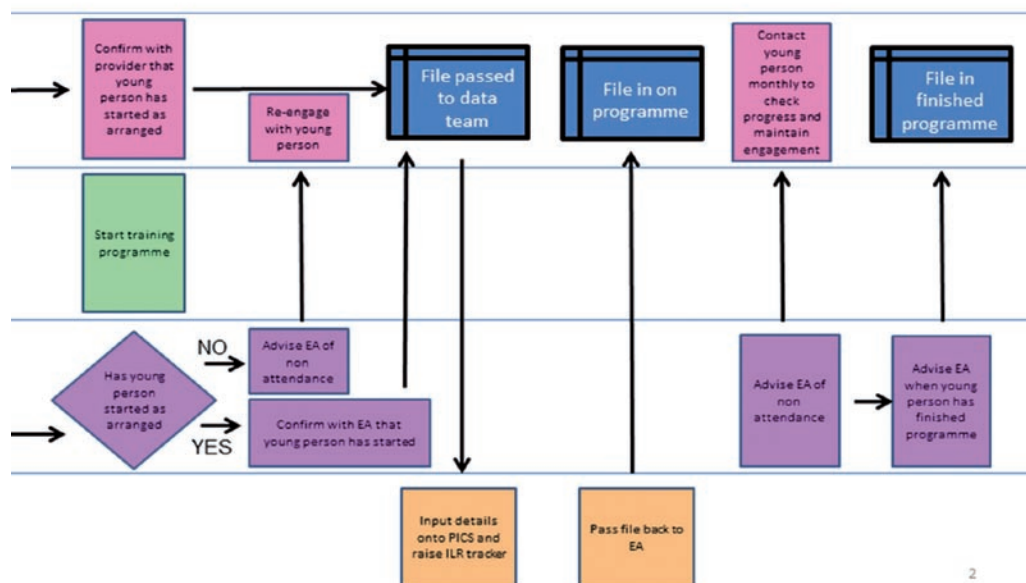 Confirm with
provider that
young
person has
started as
arranged
Re-engage with
young
person
File passed
to data
team
File in on
programme
Contact
young
person
monthly to
check
progress and
maintain
engagement
File in
finished
programme
Start training
programme
Has young
person
started as
arranged
NO
YES
Advise EA of
non
attendance
Confirm with EA that
young person has started
Advise EA of
non
attendance
Advise EA
when young
person has
finished
programme
Input details
onto PICS and
raise ILR tracker
Pass file back to
EA
2